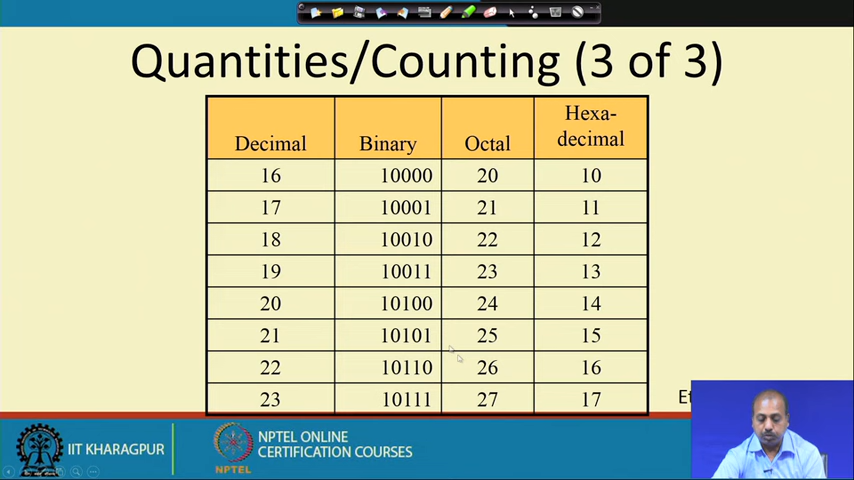 Quantities/Counting (3 of 3)
Decimal Binary Octal Hexa-
decimal
16 10000 20 10
17 10001 21 11
18 10010 22 12
19 10011 23 13
20 10100 24 14
21 10101 25 15
22 10110 26 16
23 10111 27 17
IIT KHARAGPUR
NPTEL
NPTEL ONLINE
CERTIFICATION COURSES